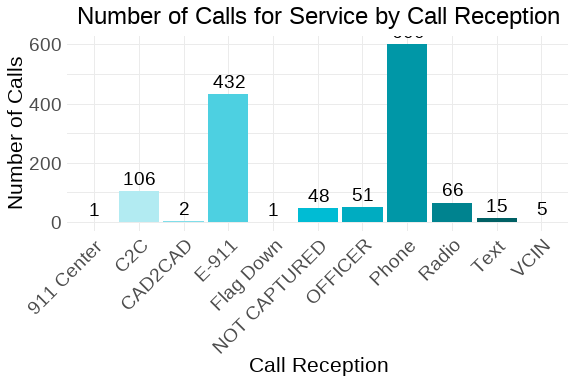 Number of Calls for Service by Call Reception
Number of Calls
600
400
200
0
1
106
2
432
1
48
51
66
15
5
911 Center
C2C
CAD2CAD
E-911
Flag Down
NOT CAPTURED
OFFICER
Phone
Radio
Text
VCIN
Call Reception